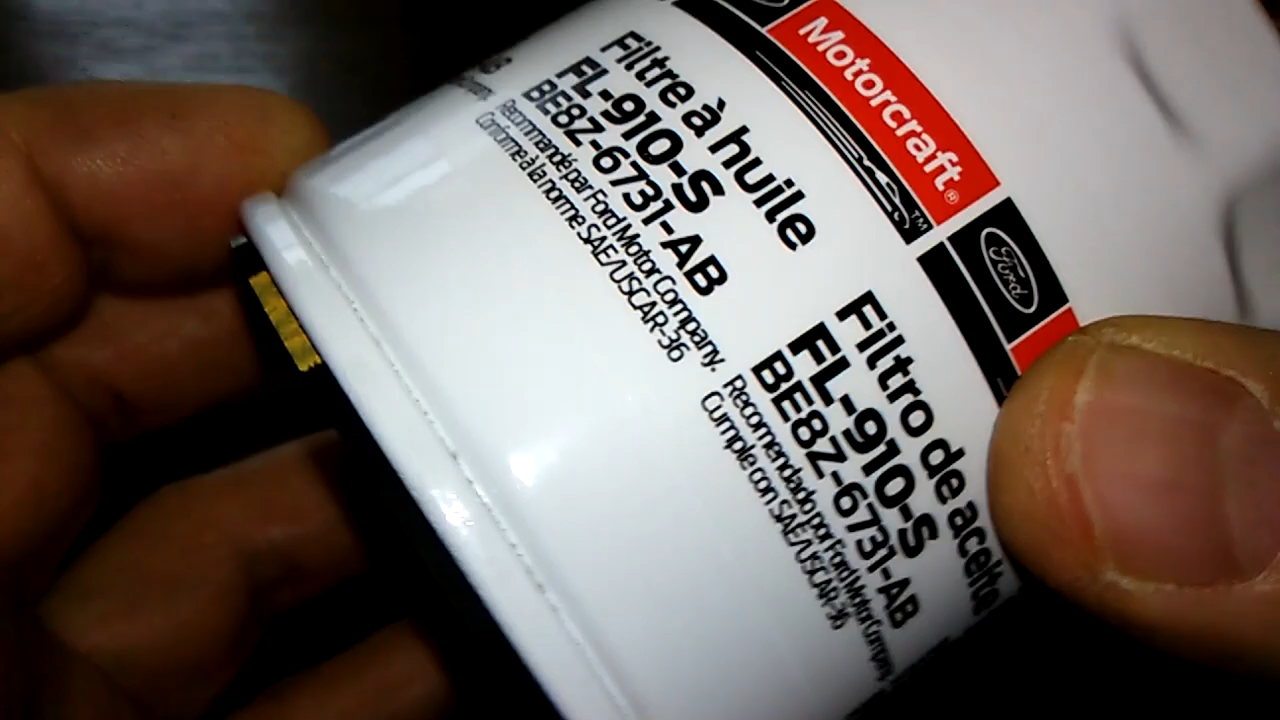 Motorcraft®
TM
Filtre à huile
FL-910-S
BE8Z-6731-AB
Recommandé par Ford Motor Company.
Conforme à la norme SAE/USCAR-36
Ford
Filtro de aceite
FL-910-S
BE8Z-6731-AB
Recomendado por Ford Motor Company
Cumple con SAE/USCAR-36